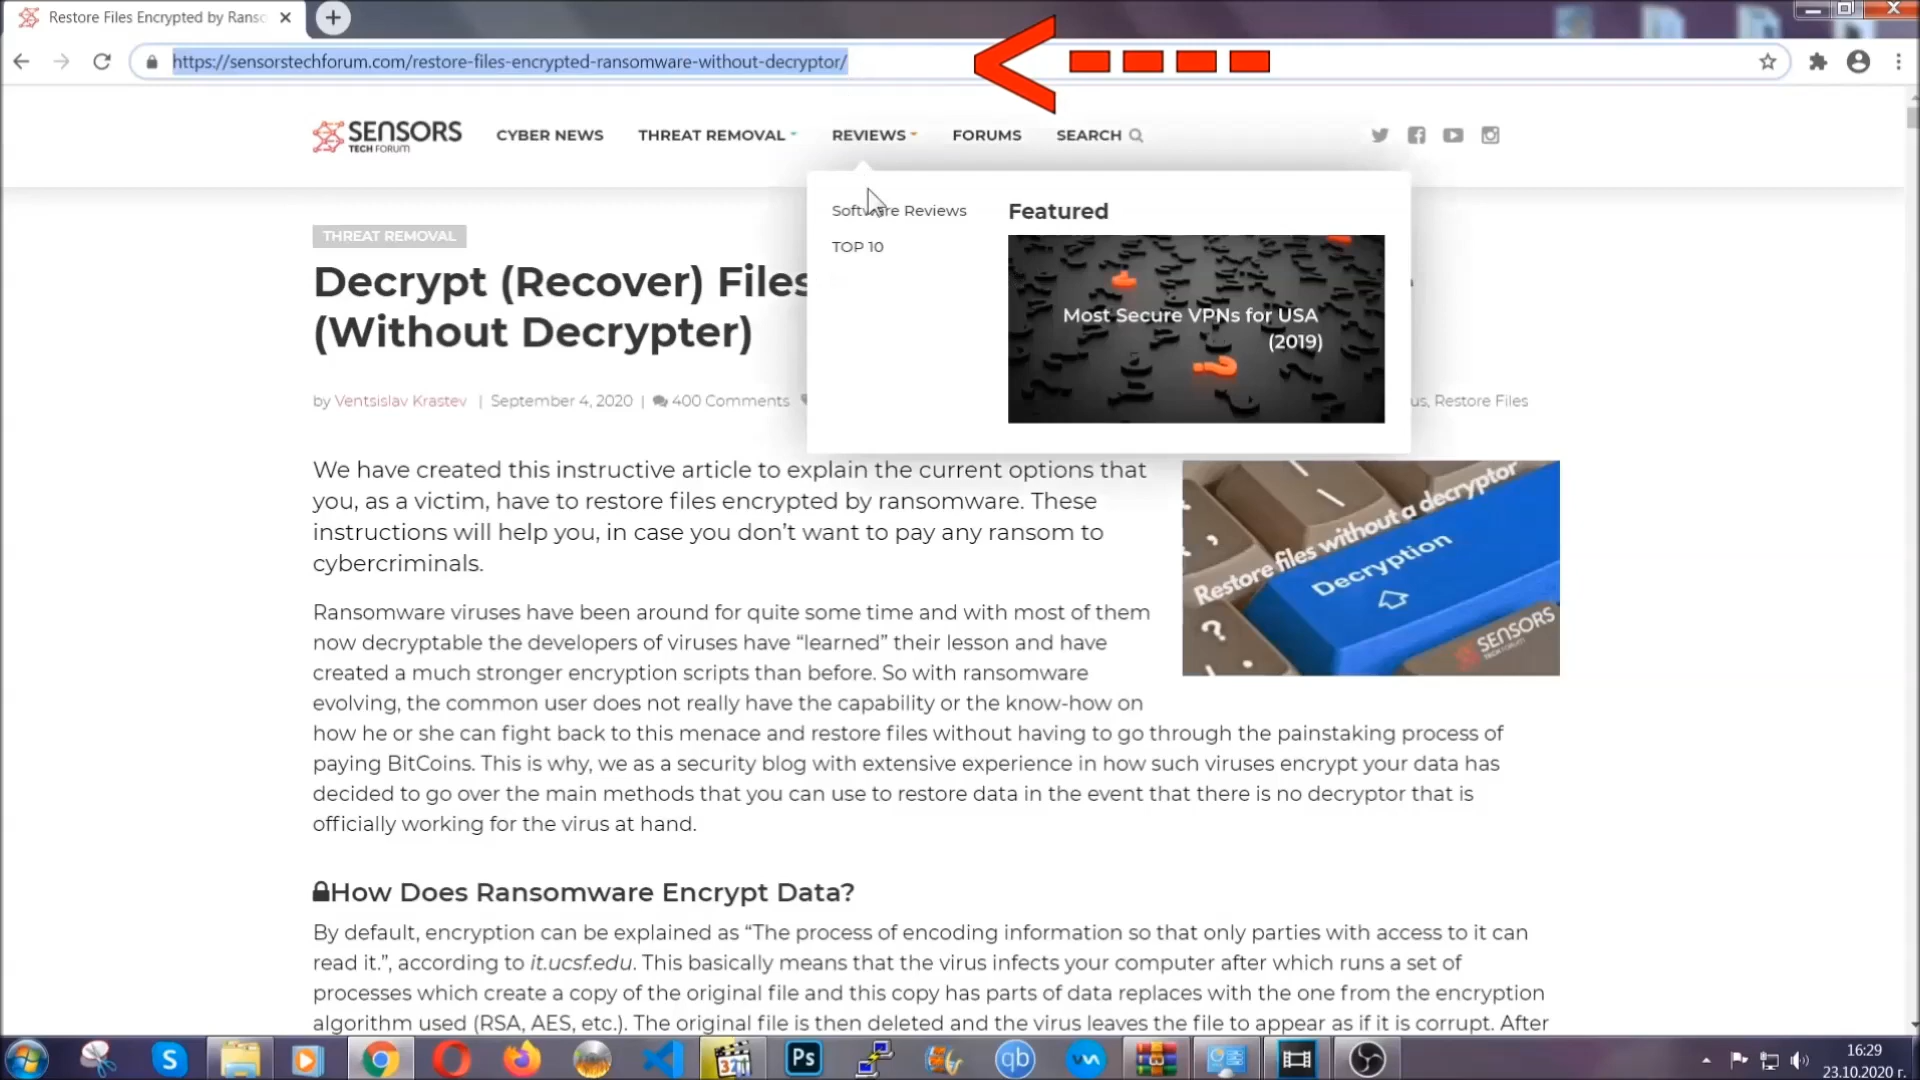 Restore Files Encrypted by Ranso
https://sensorstechforum.com/restore-files-encrypted-ransomware-without-decryptor/
SENSORS
TECH FORUM
CYBER NEWS
THREAT REMOVAL
REVIEWS
FORUMS
SEARCH
Software Reviews
TOP 10
Featured
Most Secure VPNs for USA
(2019)
THREAT REMOVAL
Decrypt (Recover) Files
(Without Decrypter)
by Ventsislav Krastev | September 4, 2020 | 400 Comments
us, Restore Files
We have created this instructive article to explain the current options that
you, as a victim, have to restore files encrypted by ransomware. These
instructions will help you, in case you don't want to pay any ransom to
cybercriminals.
Restore files without a decryptor
Decryption
SENSORS
TECH FORUM
Ransomware viruses have been around for quite some time and with most of them
now decryptable the developers of viruses have “learned” their lesson and have
created a much stronger encryption scripts than before. So with ransomware
evolving, the common user does not really have the capability or the know-how on
how he or she can fight back to this menace and restore files without having to go through the painstaking process of
paying BitCoins. This is why, we as a security blog with extensive experience in how such viruses encrypt your data has
decided to go over the main methods that you can use to restore data in the event that there is no decryptor that is
officially working for the virus at hand.
How Does Ransomware Encrypt Data?
By default, encryption can be explained as “The process of encoding information so that only parties with access to it can
read it.”, according to it.ucsf.edu. This basically means that the virus infects your computer after which runs a set of
processes which create a copy of the original file and this copy has parts of data replaces with the one from the encryption
algorithm used (RSA, AES, etc.). The original file is then deleted and the virus leaves the file to appear as if it is corrupt. After
S
321
Ps
qb
16:29
23.10.2020 г.